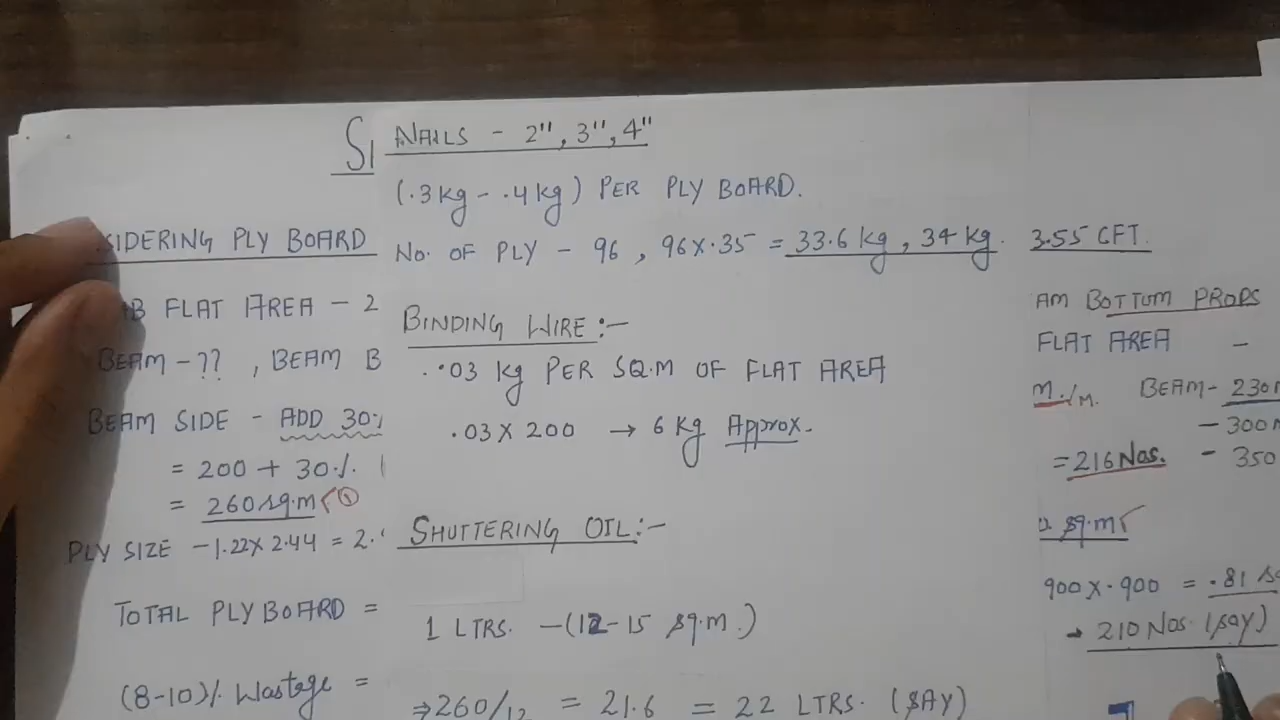 NAILS - 2", 3", 4"
(.3 kg - .4 kg) PER PLY BOARD.
No. OF PLY - 96 , 96 X .35 = 33.6 kg , 34 kg.
BINDING WIRE :-
.03 kg PER SQ.M OF FLAT AREA
.03 X 200 → 6 kg Approx.
SHUTTERING OIL :-
1 LTRS. - (12-15 sq.m.)
⇒ 260/12 = 21.6 = 22 LTRS. (SAY)
SIDERING PLY BOARD
B FLAT AREA - 2
BEAM - ?? , BEAM B
BEAM SIDE - ADD 30%
= 200 + 30 %.
= 260 sq.m ①
PLY SIZE - 1.22 X 2.44 = 2.
TOTAL PLY BOARD =
(8-10)% Wastage =
3.55 CFT.
AM BOTTOM PROPS
FLAT AREA -
M./M. BEAM - 230
- 300
= 216 Nos. - 350
sq.m
900 X .900 = .81
→ 210 Nos. (say)